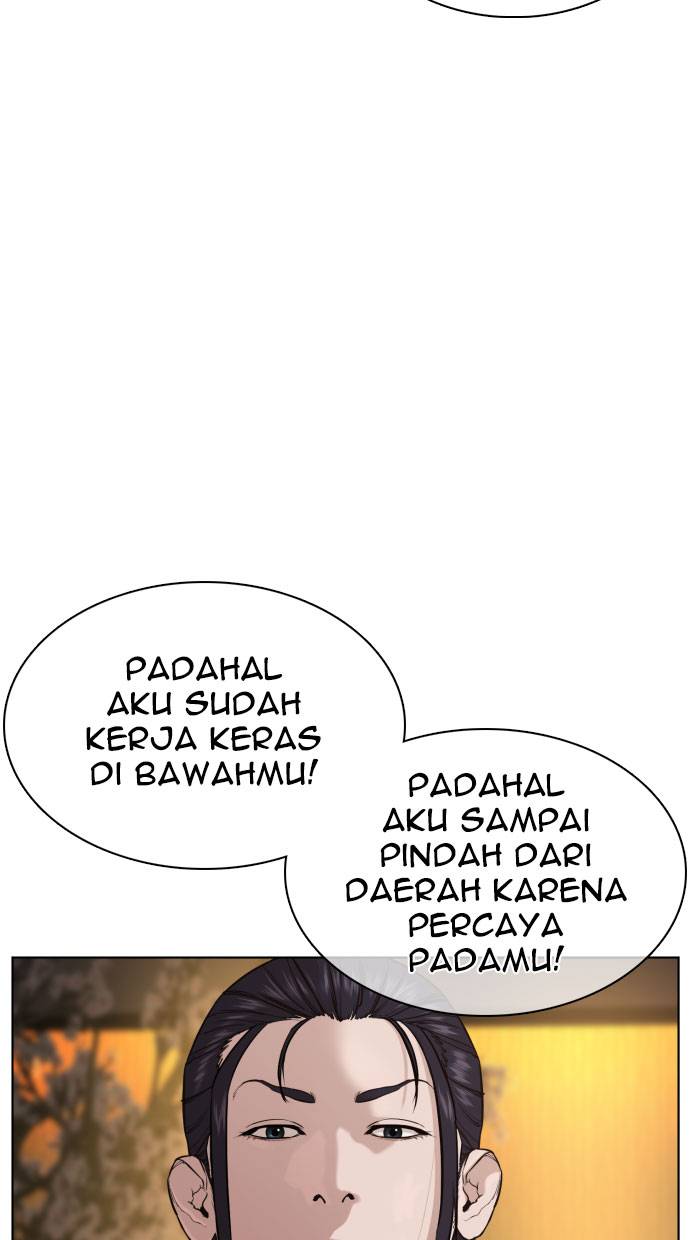 PADAHAL
AKU SUDAH
KERJA KERAS
DI BAWAHMU!
PADAHAL
AKU SAMPAI
PINDAH DARI
DAERAH KARENA
PERCAYA
PADAMU!